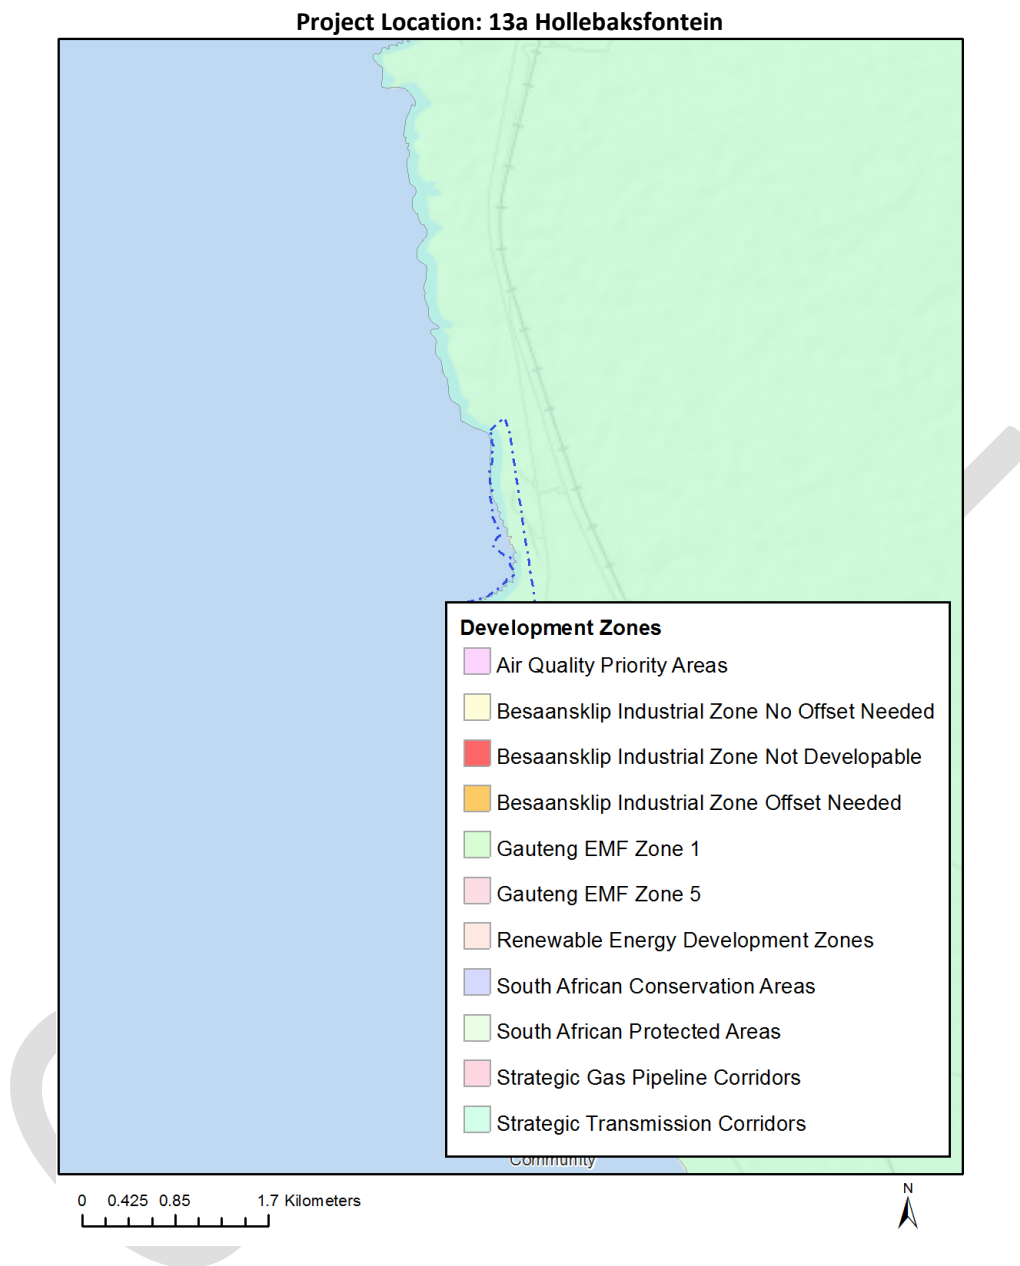 Project Location: 13a Hollebaksfontein
Development Zones
Air Quality Priority Areas
Besaansklip Industrial Zone No Offset Needed
Besaansklip Industrial Zone Not Developable
Besaansklip Industrial Zone Offset Needed
Gauteng EMF Zone 1
Gauteng EMF Zone 5
Renewable Energy Development Zones
South African Conservation Areas
South African Protected Areas
Strategic Gas Pipeline Corridors
Strategic Transmission Corridors
Community
0 0.425 0.85 1.7 Kilometers
N